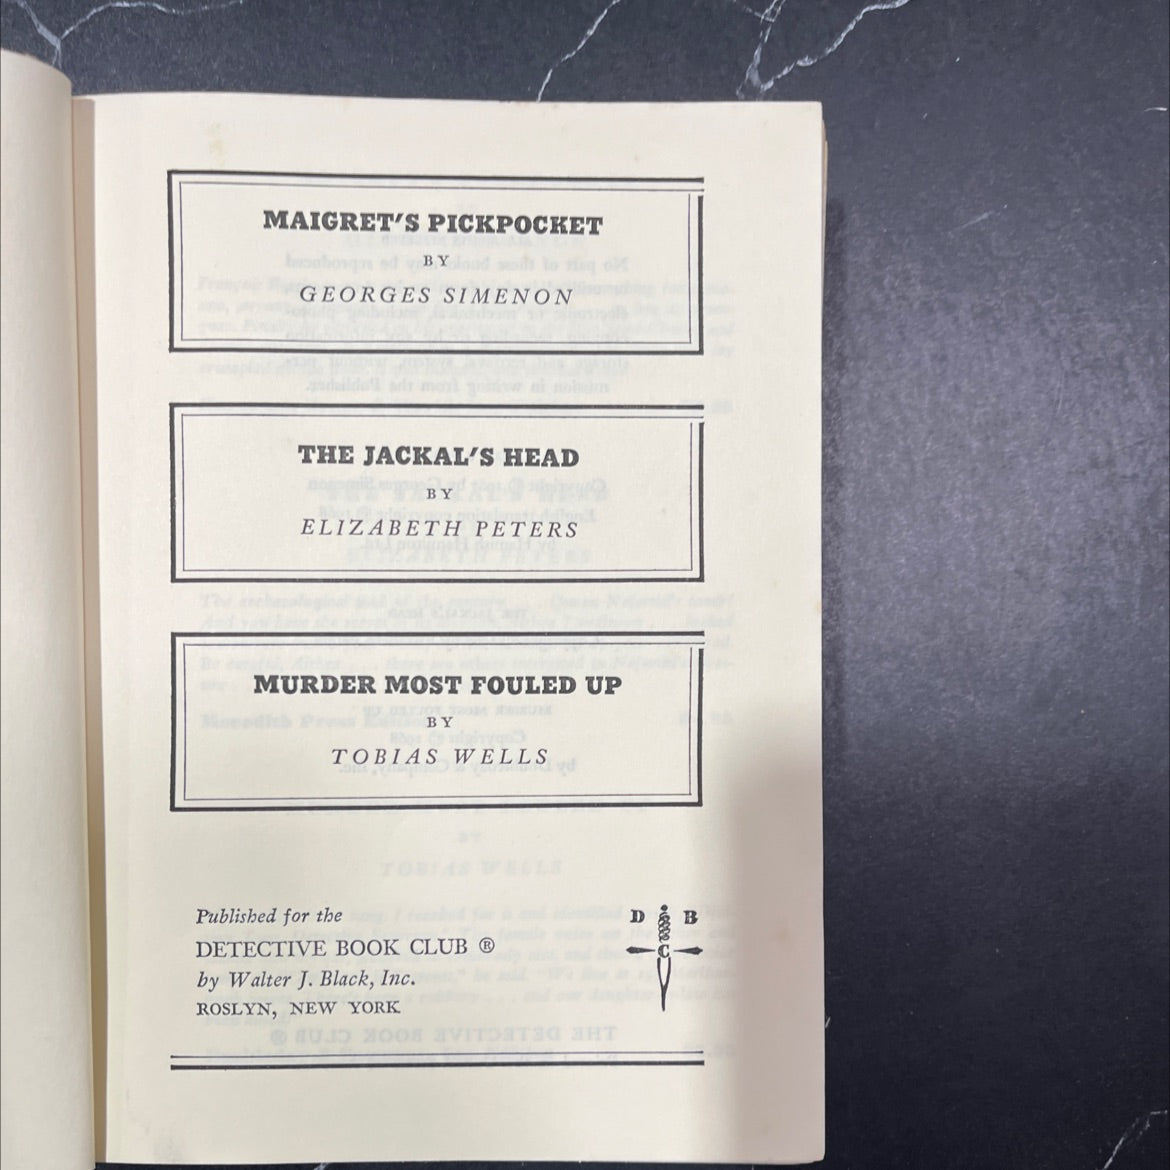 MAIGRET'S PICKPOCKET
BY
GEORGES SIMENON
THE JACKAL'S HEAD
BY
ELIZABETH PETERS
MURDER MOST FOULED UP
BY
TOBIAS WELLS
Published for the
DETECTIVE BOOK CLUB ®
by Walter J. Black, Inc.
ROSLYN, NEW YORK
D B
C